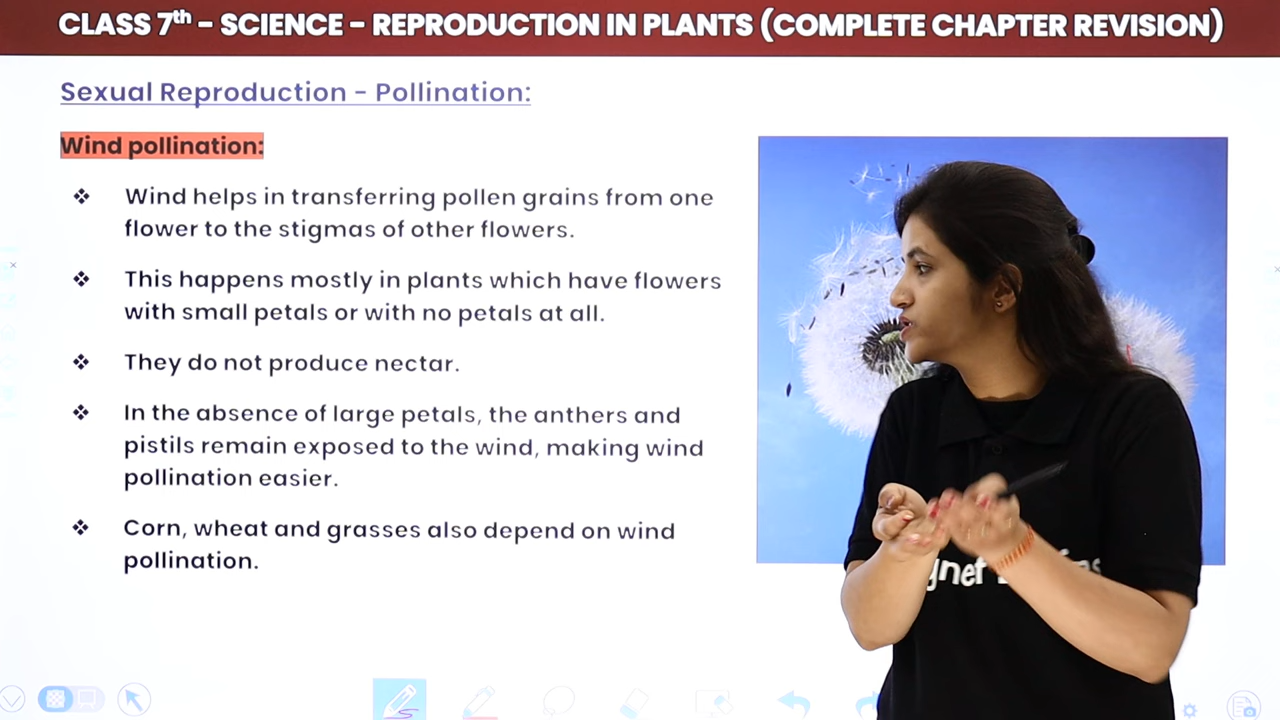 CLASS 7th – SCIENCE – REPRODUCTION IN PLANTS (COMPLETE CHAPTER REVISION)
Sexual Reproduction – Pollination:
Wind pollination:
❖ Wind helps in transferring pollen grains from one
flower to the stigmas of other flowers.
❖ This happens mostly in plants which have flowers
with small petals or with no petals at all.
❖ They do not produce nectar.
❖ In the absence of large petals, the anthers and
pistils remain exposed to the wind, making wind
pollination easier.
❖ Corn, wheat and grasses also depend on wind
pollination.